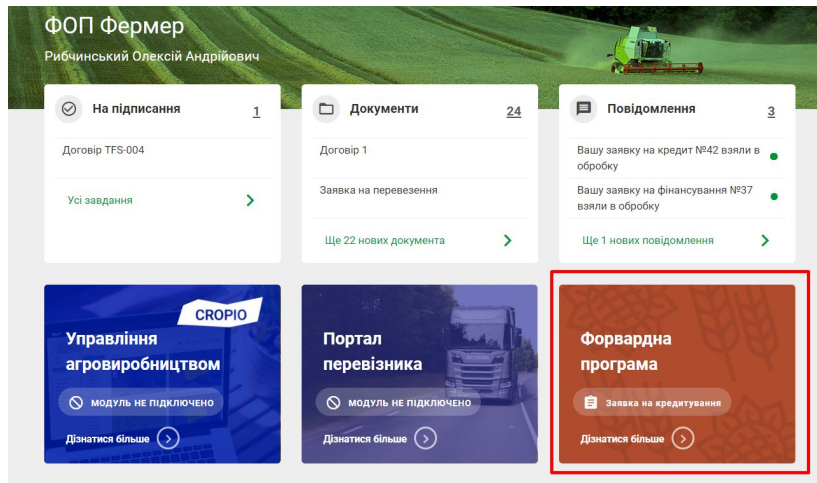 ФОП Фермер
Рибчинський Олексій Андрійович
На підписання 1
Договір TFS-004
Усі завдання
Документи 24
Договір 1
Заявка на перевезення
Ще 22 нових документа
Повідомлення 3
Вашу заявку на кредит №42 взяли в
обробку
Вашу заявку на фінансування №37
взяли в обробку
Ще 1 нових повідомлення
CROPIO
Управління
агровиробництвом
МОДУЛЬ НЕ ПІДКЛЮЧЕНО
Дізнатися більше
Портал
перевізника
МОДУЛЬ НЕ ПІДКЛЮЧЕНО
Дізнатися більше
Форвардна
програма
Заявка на кредитування
Дізнатися більше